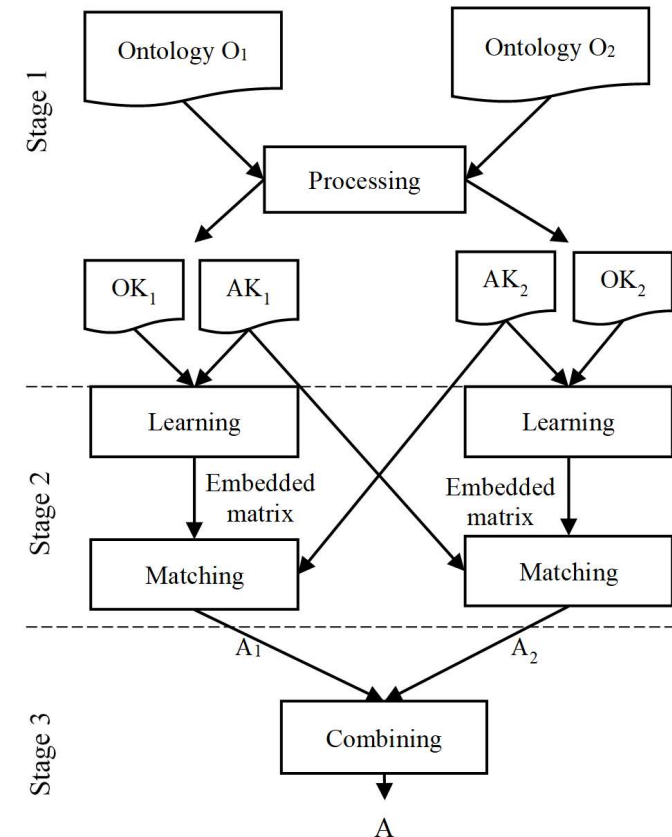 Stage 1
Ontology O₁
Ontology O₂
Processing
OK₁
AK₁
AK₂
OK₂
Stage 2
Learning
Learning
Embedded
matrix
Embedded
matrix
Matching
Matching
A₁
A₂
Stage 3
Combining
A